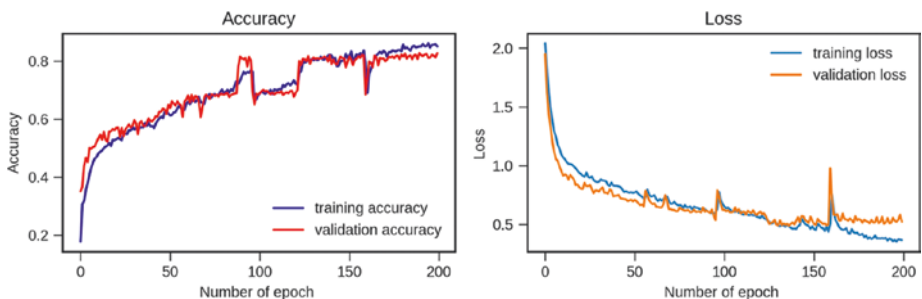 Accuracy
0.8
0.6
0.4
0.2
Accuracy
training accuracy
validation accuracy
0 50 100 150 200
Number of epoch
Loss
2.0
1.5
1.0
0.5
Loss
training loss
validation loss
0 50 100 150 200
Number of epoch